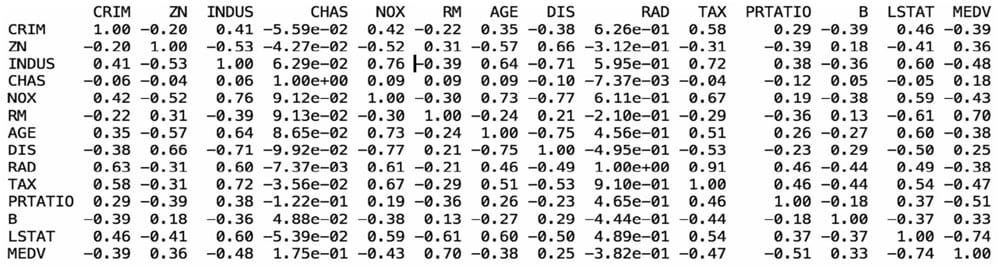 CRIM ZN INDUS CHAS NOX RM AGE DIS RAD TAX PRTATIO B LSTAT MEDV
CRIM 1.00 -0.20 0.41 -5.59e-02 0.42 -0.22 0.35 -0.38 6.26e-01 0.58 0.29 -0.39 0.46 -0.39
ZN -0.20 1.00 -0.53 -4.27e-02 -0.52 0.31 -0.57 0.66 -3.12e-01 -0.31 -0.39 0.18 -0.41 0.36
INDUS 0.41 -0.53 1.00 6.29e-02 0.76 -0.39 0.64 -0.71 5.95e-01 0.72 0.38 -0.36 0.60 -0.48
CHAS -0.06 -0.04 0.06 1.00e+00 0.09 0.09 0.09 -0.10 -7.37e-03 -0.04 -0.12 0.05 -0.05 0.18
NOX 0.42 -0.52 0.76 9.12e-02 1.00 -0.30 0.73 -0.77 6.11e-01 0.67 0.19 -0.38 0.59 -0.43
RM -0.22 0.31 -0.39 9.13e-02 -0.30 1.00 -0.24 0.21 -2.10e-01 -0.29 -0.36 0.13 -0.61 0.70
AGE 0.35 -0.57 0.64 8.65e-02 0.73 -0.24 1.00 -0.75 4.56e-01 0.51 0.26 -0.27 0.60 -0.38
DIS -0.38 0.66 -0.71 -9.92e-02 -0.77 0.21 -0.75 1.00 -4.95e-01 -0.53 -0.23 0.29 -0.50 0.25
RAD 0.63 -0.31 0.60 -7.37e-03 0.61 -0.21 0.46 -0.49 1.00e+00 0.91 0.46 -0.44 0.49 -0.38
TAX 0.58 -0.31 0.72 -3.56e-02 0.67 -0.29 0.51 -0.53 9.10e-01 1.00 0.46 -0.44 0.54 -0.47
PRTATIO 0.29 -0.39 0.38 -1.22e-01 0.19 -0.36 0.26 -0.23 4.65e-01 0.46 1.00 -0.18 0.37 -0.51
B -0.39 0.18 -0.36 4.88e-02 -0.38 0.13 -0.27 0.29 -4.44e-01 -0.44 -0.18 1.00 -0.37 0.33
LSTAT 0.46 -0.41 0.60 -5.39e-02 0.59 -0.61 0.60 -0.50 4.89e-01 0.54 0.37 -0.37 1.00 -0.74
MEDV -0.39 0.36 -0.48 1.75e-01 -0.43 0.70 -0.38 0.25 -3.82e-01 -0.47 -0.51 0.33 -0.74 1.00